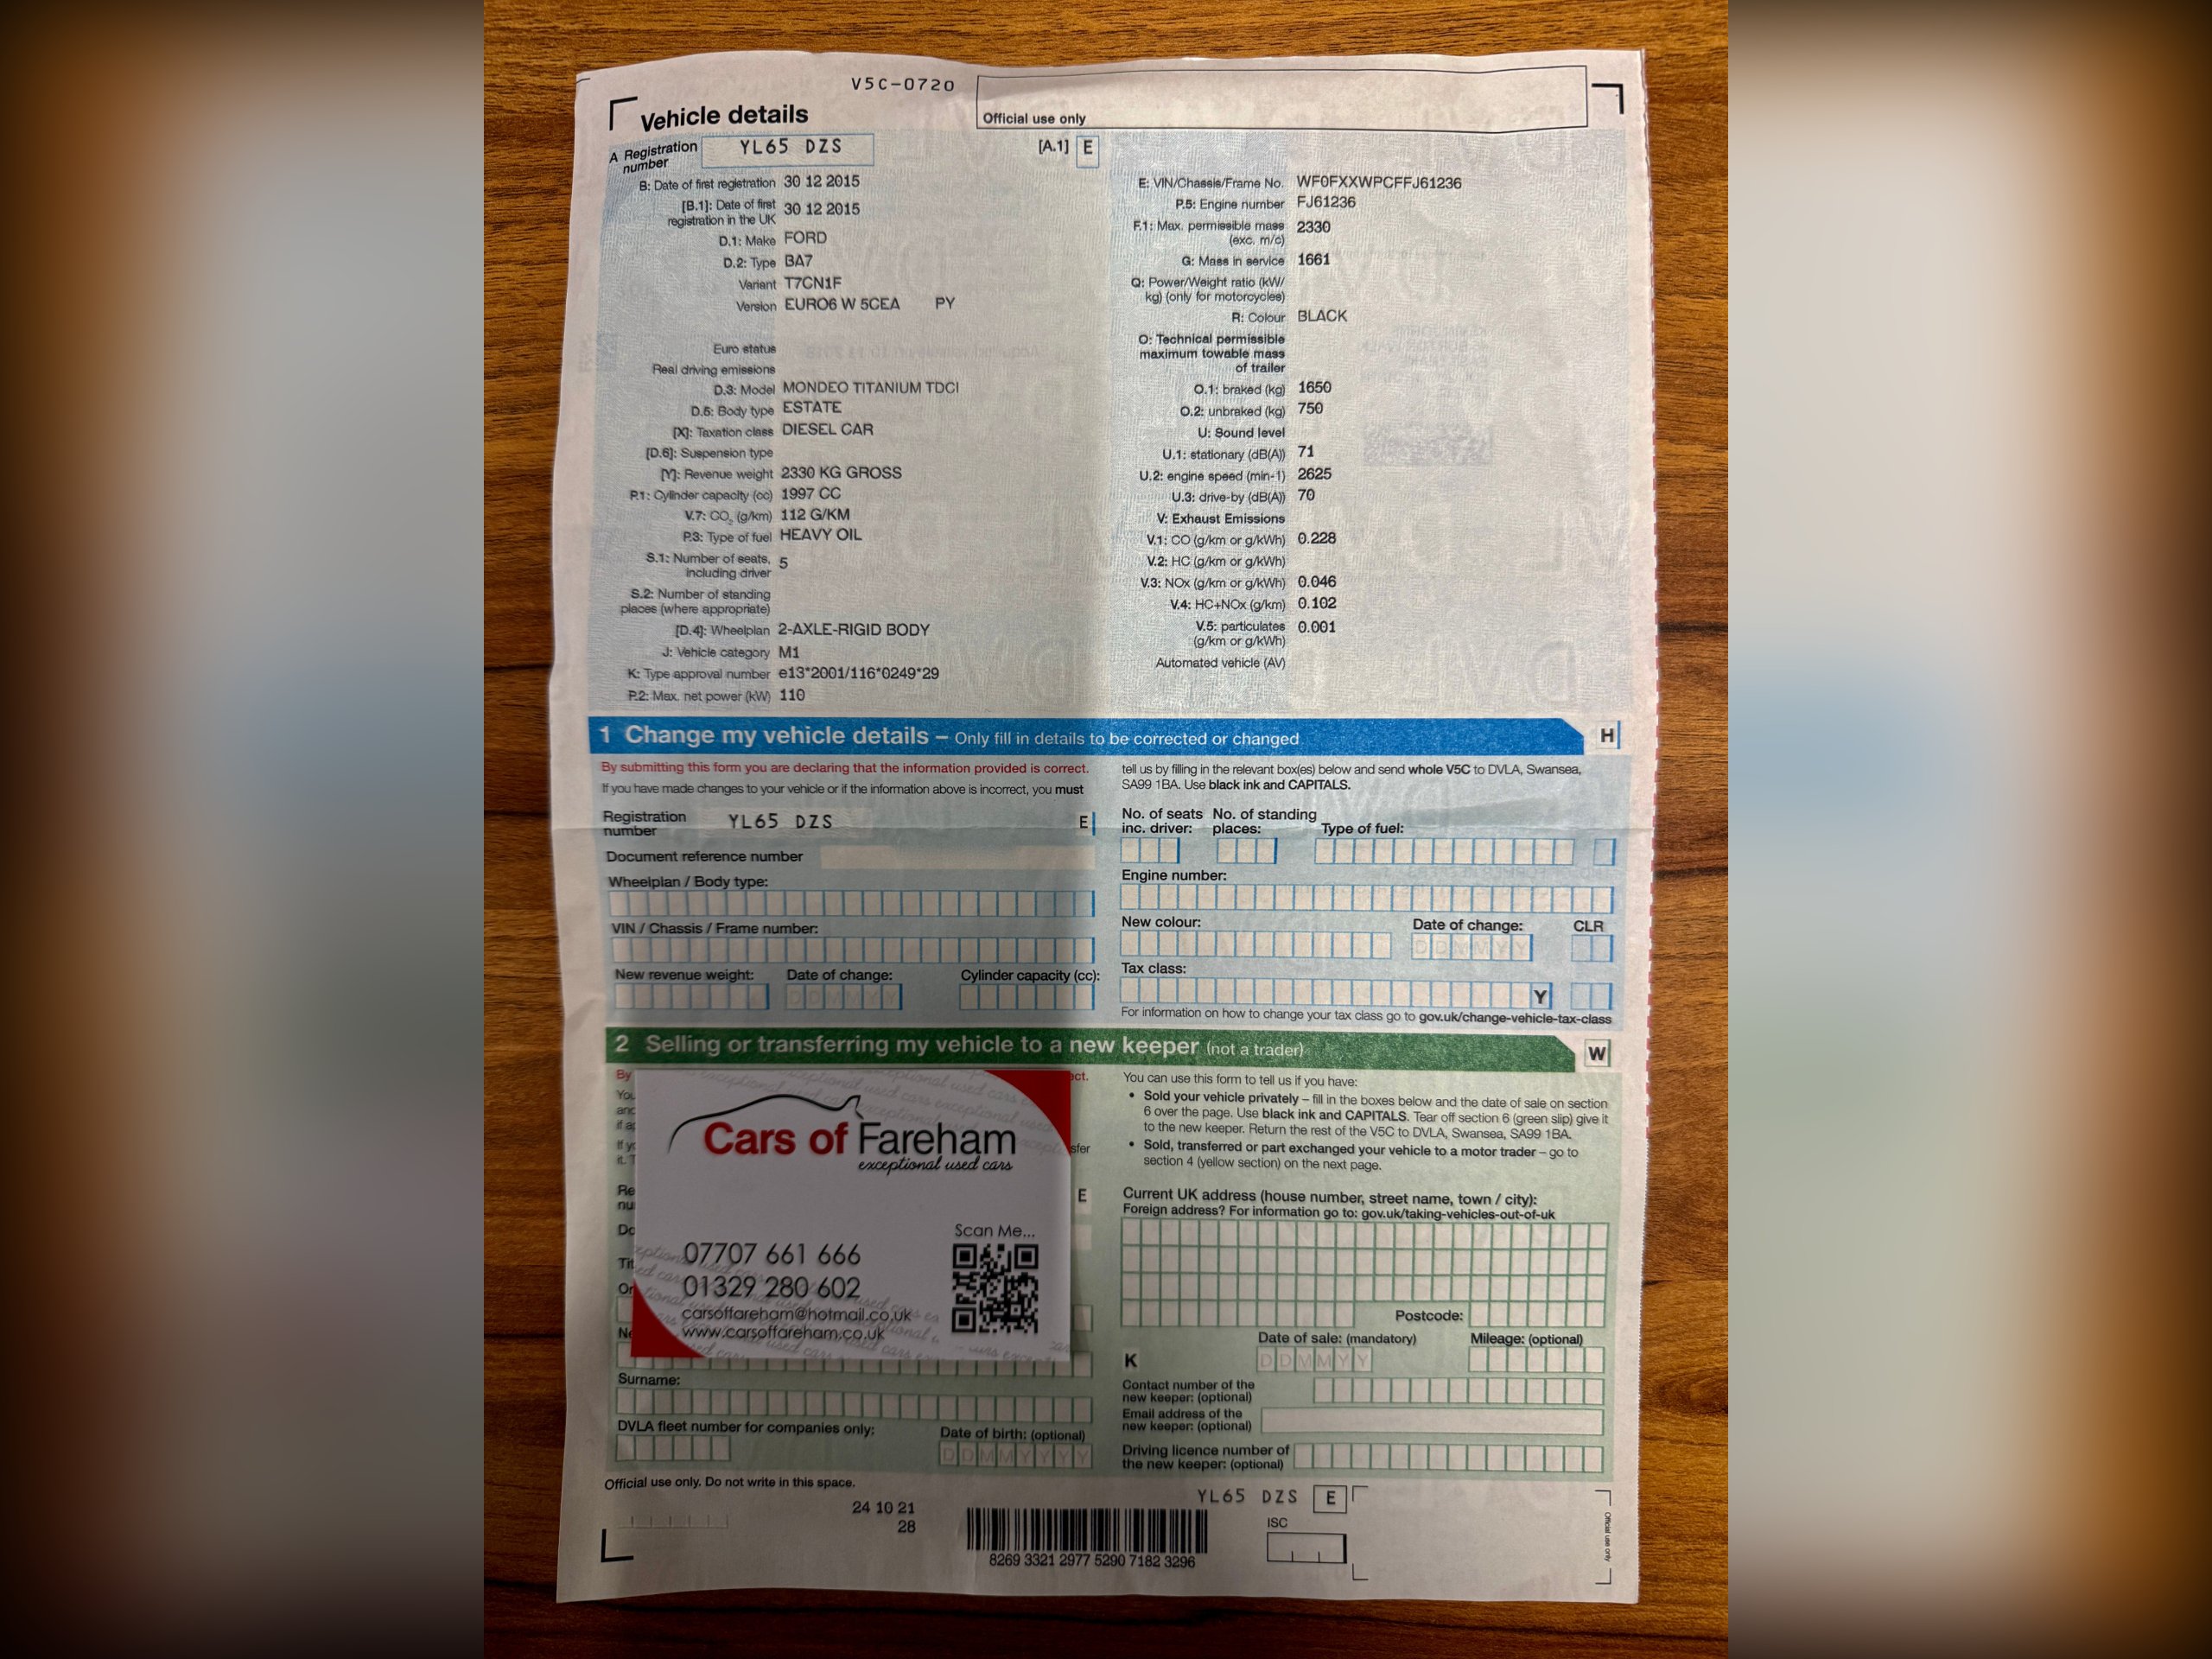 V5C-0720
Vehicle details
Official use only
A Registration number YL65 DZS [A.1] E
B: Date of first registration 30 12 2015
[B.1]: Date of first registration in the UK 30 12 2015
D.1: Make FORD
D.2: Type BA7
Variant T7CN1F
Version EURO6 W 5CEA PY
Euro status
Real driving emissions
D.3: Model MONDEO TITANIUM TDCI
D.5: Body type ESTATE
[X]: Taxation class DIESEL CAR
[D.6]: Suspension type
[Y]: Revenue weight 2330 KG GROSS
P.1: Cylinder capacity (cc) 1997 CC
V.7: CO2 (g/km) 112 G/KM
P.3: Type of fuel HEAVY OIL
S.1: Number of seats, including driver 5
S.2: Number of standing places (where appropriate)
[D.4]: Wheelplan 2-AXLE-RIGID BODY
J: Vehicle category M1
K: Type approval number e13*2001/116*0249*29
P.2: Max. net power (kW) 110
E: VIN/Chassis/Frame No. WF0FXXWPCFFJ61236
P.5: Engine number FJ61236
F.1: Max. permissible mass (exc. m/c) 2330
G: Mass in service 1661
Q: Power/Weight ratio (kW/kg) (only for motorcycles)
R: Colour BLACK
O: Technical permissible maximum towable mass of trailer
O.1: braked (kg) 1650
O.2: unbraked (kg) 750
U: Sound level
U.1: stationary (dB(A)) 71
U.2: engine speed (min-1) 2625
U.3: drive-by (dB(A)) 70
V: Exhaust Emissions
V.1: CO (g/km or g/kWh) 0.228
V.2: HC (g/km or g/kWh)
V.3: NOx (g/km or g/kWh) 0.046
V.4: HC+NOx (g/km) 0.102
V.5: particulates (g/km or g/kWh) 0.001
Automated vehicle (AV)
1 Change my vehicle details – Only fill in details to be corrected or changed H
By submitting this form you are declaring that the information provided is correct.
If you have made changes to your vehicle or if the information above is incorrect, you must
tell us by filling in the relevant box(es) below and send whole V5C to DVLA, Swansea,
SA99 1BA. Use black ink and CAPITALS.
Registration number YL65 DZS E
Document reference number
Wheelplan / Body type:
VIN / Chassis / Frame number:
New revenue weight: Date of change: Cylinder capacity (cc):
DDMMYY
No. of seats inc. driver: No. of standing places: Type of fuel:
Engine number:
New colour: Date of change: CLR
DDMMYY
Tax class:
Y
For information on how to change your tax class go to gov.uk/change-vehicle-tax-class
2 Selling or transferring my vehicle to a new keeper (not a trader) W
By
Cars of Fareham
exceptional used cars
Scan Me...
07707 661 666
01329 280 602
carsoffareham@hotmail.co.uk
www.carsoffareham.co.uk
E
Surname:
DVLA fleet number for companies only: Date of birth: (optional)
DDMMYYYY
You can use this form to tell us if you have:
• Sold your vehicle privately – fill in the boxes below and the date of sale on section
6 over the page. Use black ink and CAPITALS. Tear off section 6 (green slip) give it
to the new keeper. Return the rest of the V5C to DVLA, Swansea, SA99 1BA.
• Sold, transferred or part exchanged your vehicle to a motor trader – go to
section 4 (yellow section) on the next page.
Current UK address (house number, street name, town / city):
Foreign address? For information go to: gov.uk/taking-vehicles-out-of-uk
Postcode:
Date of sale: (mandatory) Mileage: (optional)
K DDMMYY
Contact number of the new keeper: (optional)
Email address of the new keeper: (optional)
Driving licence number of the new keeper: (optional)
Official use only. Do not write in this space.
24 10 21
28
8269 3321 2977 5290 7182 3296
YL65 DZS E
ISC
Official use only